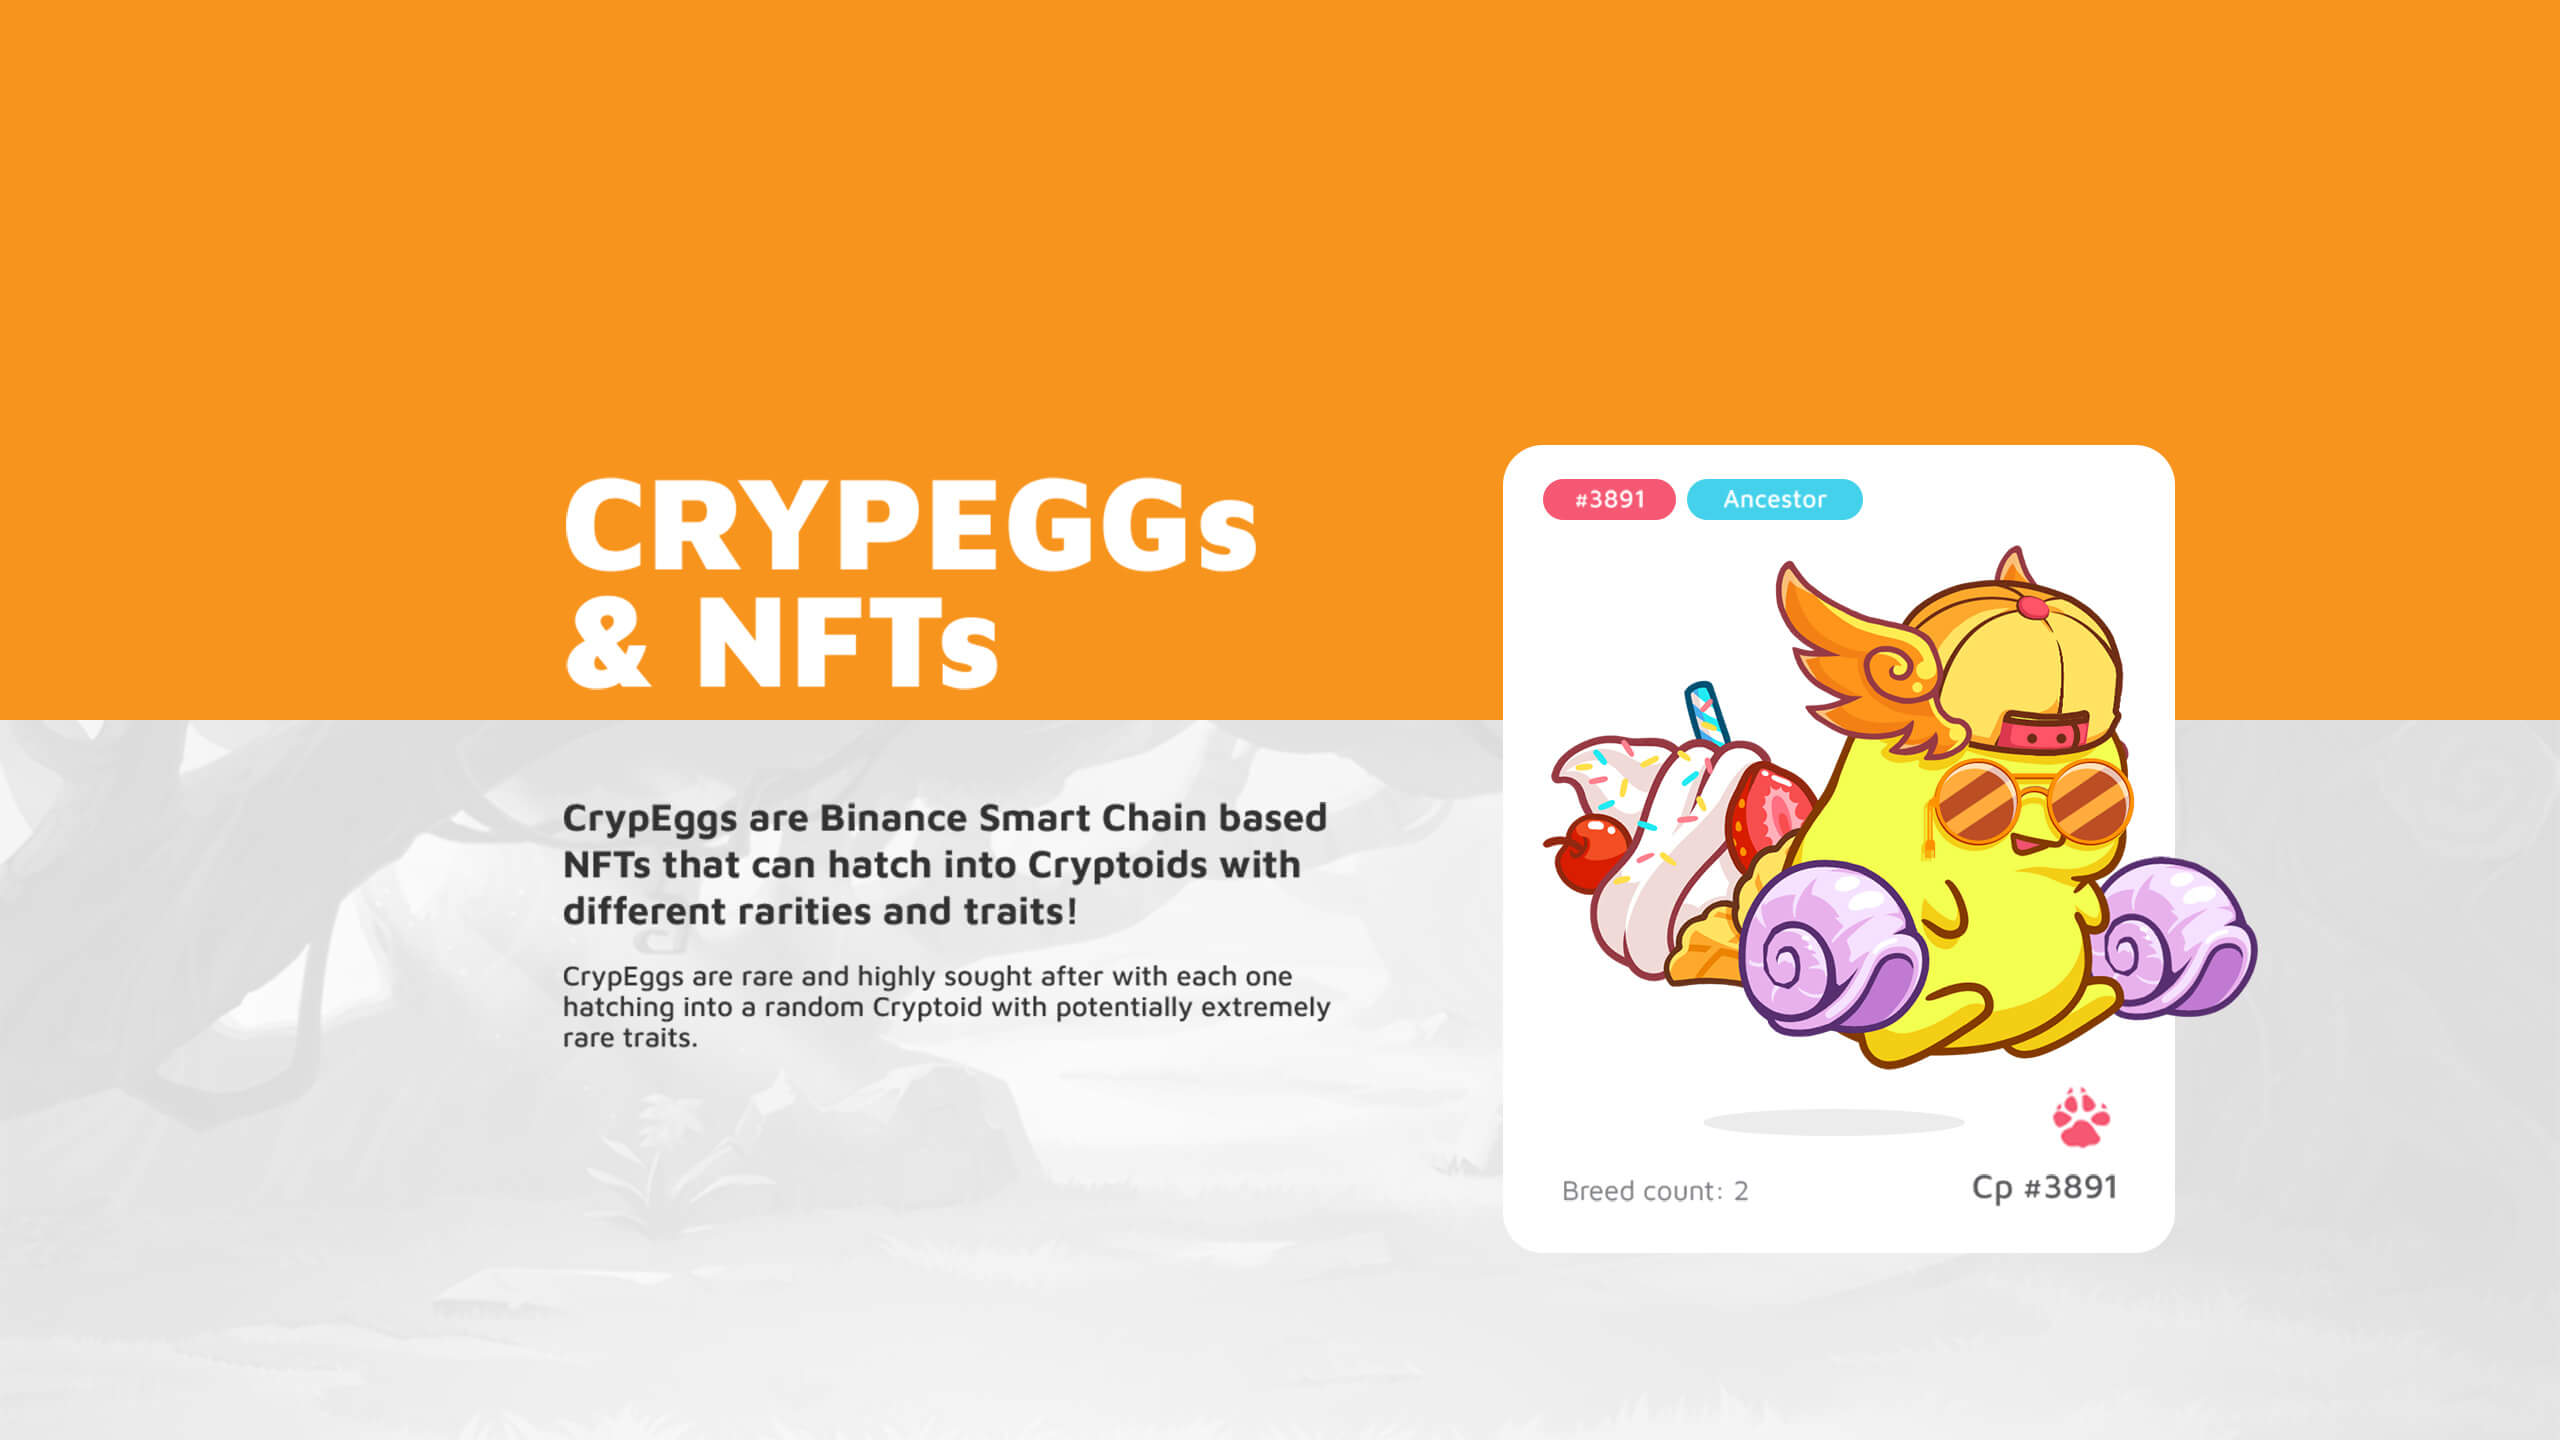 CRYPEGGs
& NFTs
CrypEggs are Binance Smart Chain based
NFTs that can hatch into Cryptoids with
different rarities and traits!
CrypEggs are rare and highly sought after with each one
hatching into a random Cryptoid with potentially extremely
rare traits.
#3891
Ancestor
Breed count: 2
Cp #3891